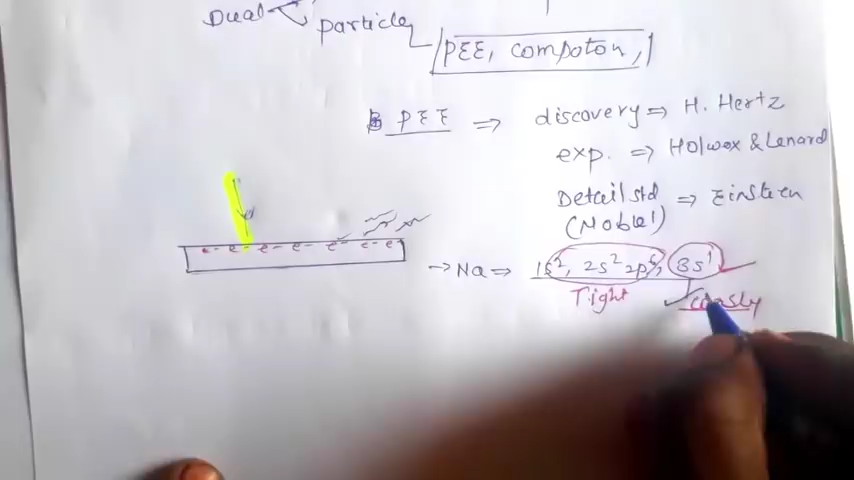 Dual particle
PEE, compoton,
PEE ⇒ discovery ⇒ H. Hertz
exp. ⇒ Holwox & Lenard
Detail std ⇒ Einstein
(Nobel)
e- e- e- e- e- e-
→ Na ⇒ 1s², 2s² 2p⁶, 3s¹
Tight